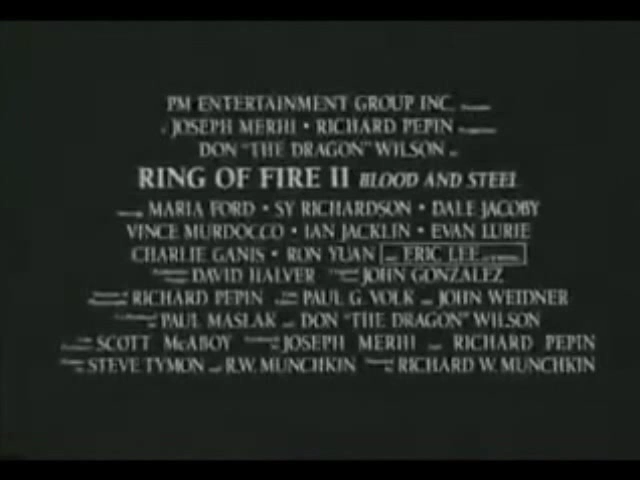 PM ENTERTAINMENT GROUP INC.
JOSEPH MERHI • RICHARD PEPIN
DON "THE DRAGON" WILSON
RING OF FIRE II BLOOD AND STEEL
MARIA FORD • SY RICHARDSON • DALE JACOBY
VINCE MURDOCCO • IAN JACKLIN • EVAN LURIE
CHARLIE GANIS • RON YUAN ERIC LEE
DAVID HALVER JOHN GONZALEZ
RICHARD PEPIN PAUL G. VOLK JOHN WEIDNER
PAUL MASLAK DON "THE DRAGON" WILSON
SCOTT McABOY JOSEPH MERHI RICHARD PEPIN
STEVE TYMON R.W. MUNCHKIN RICHARD W. MUNCHKIN